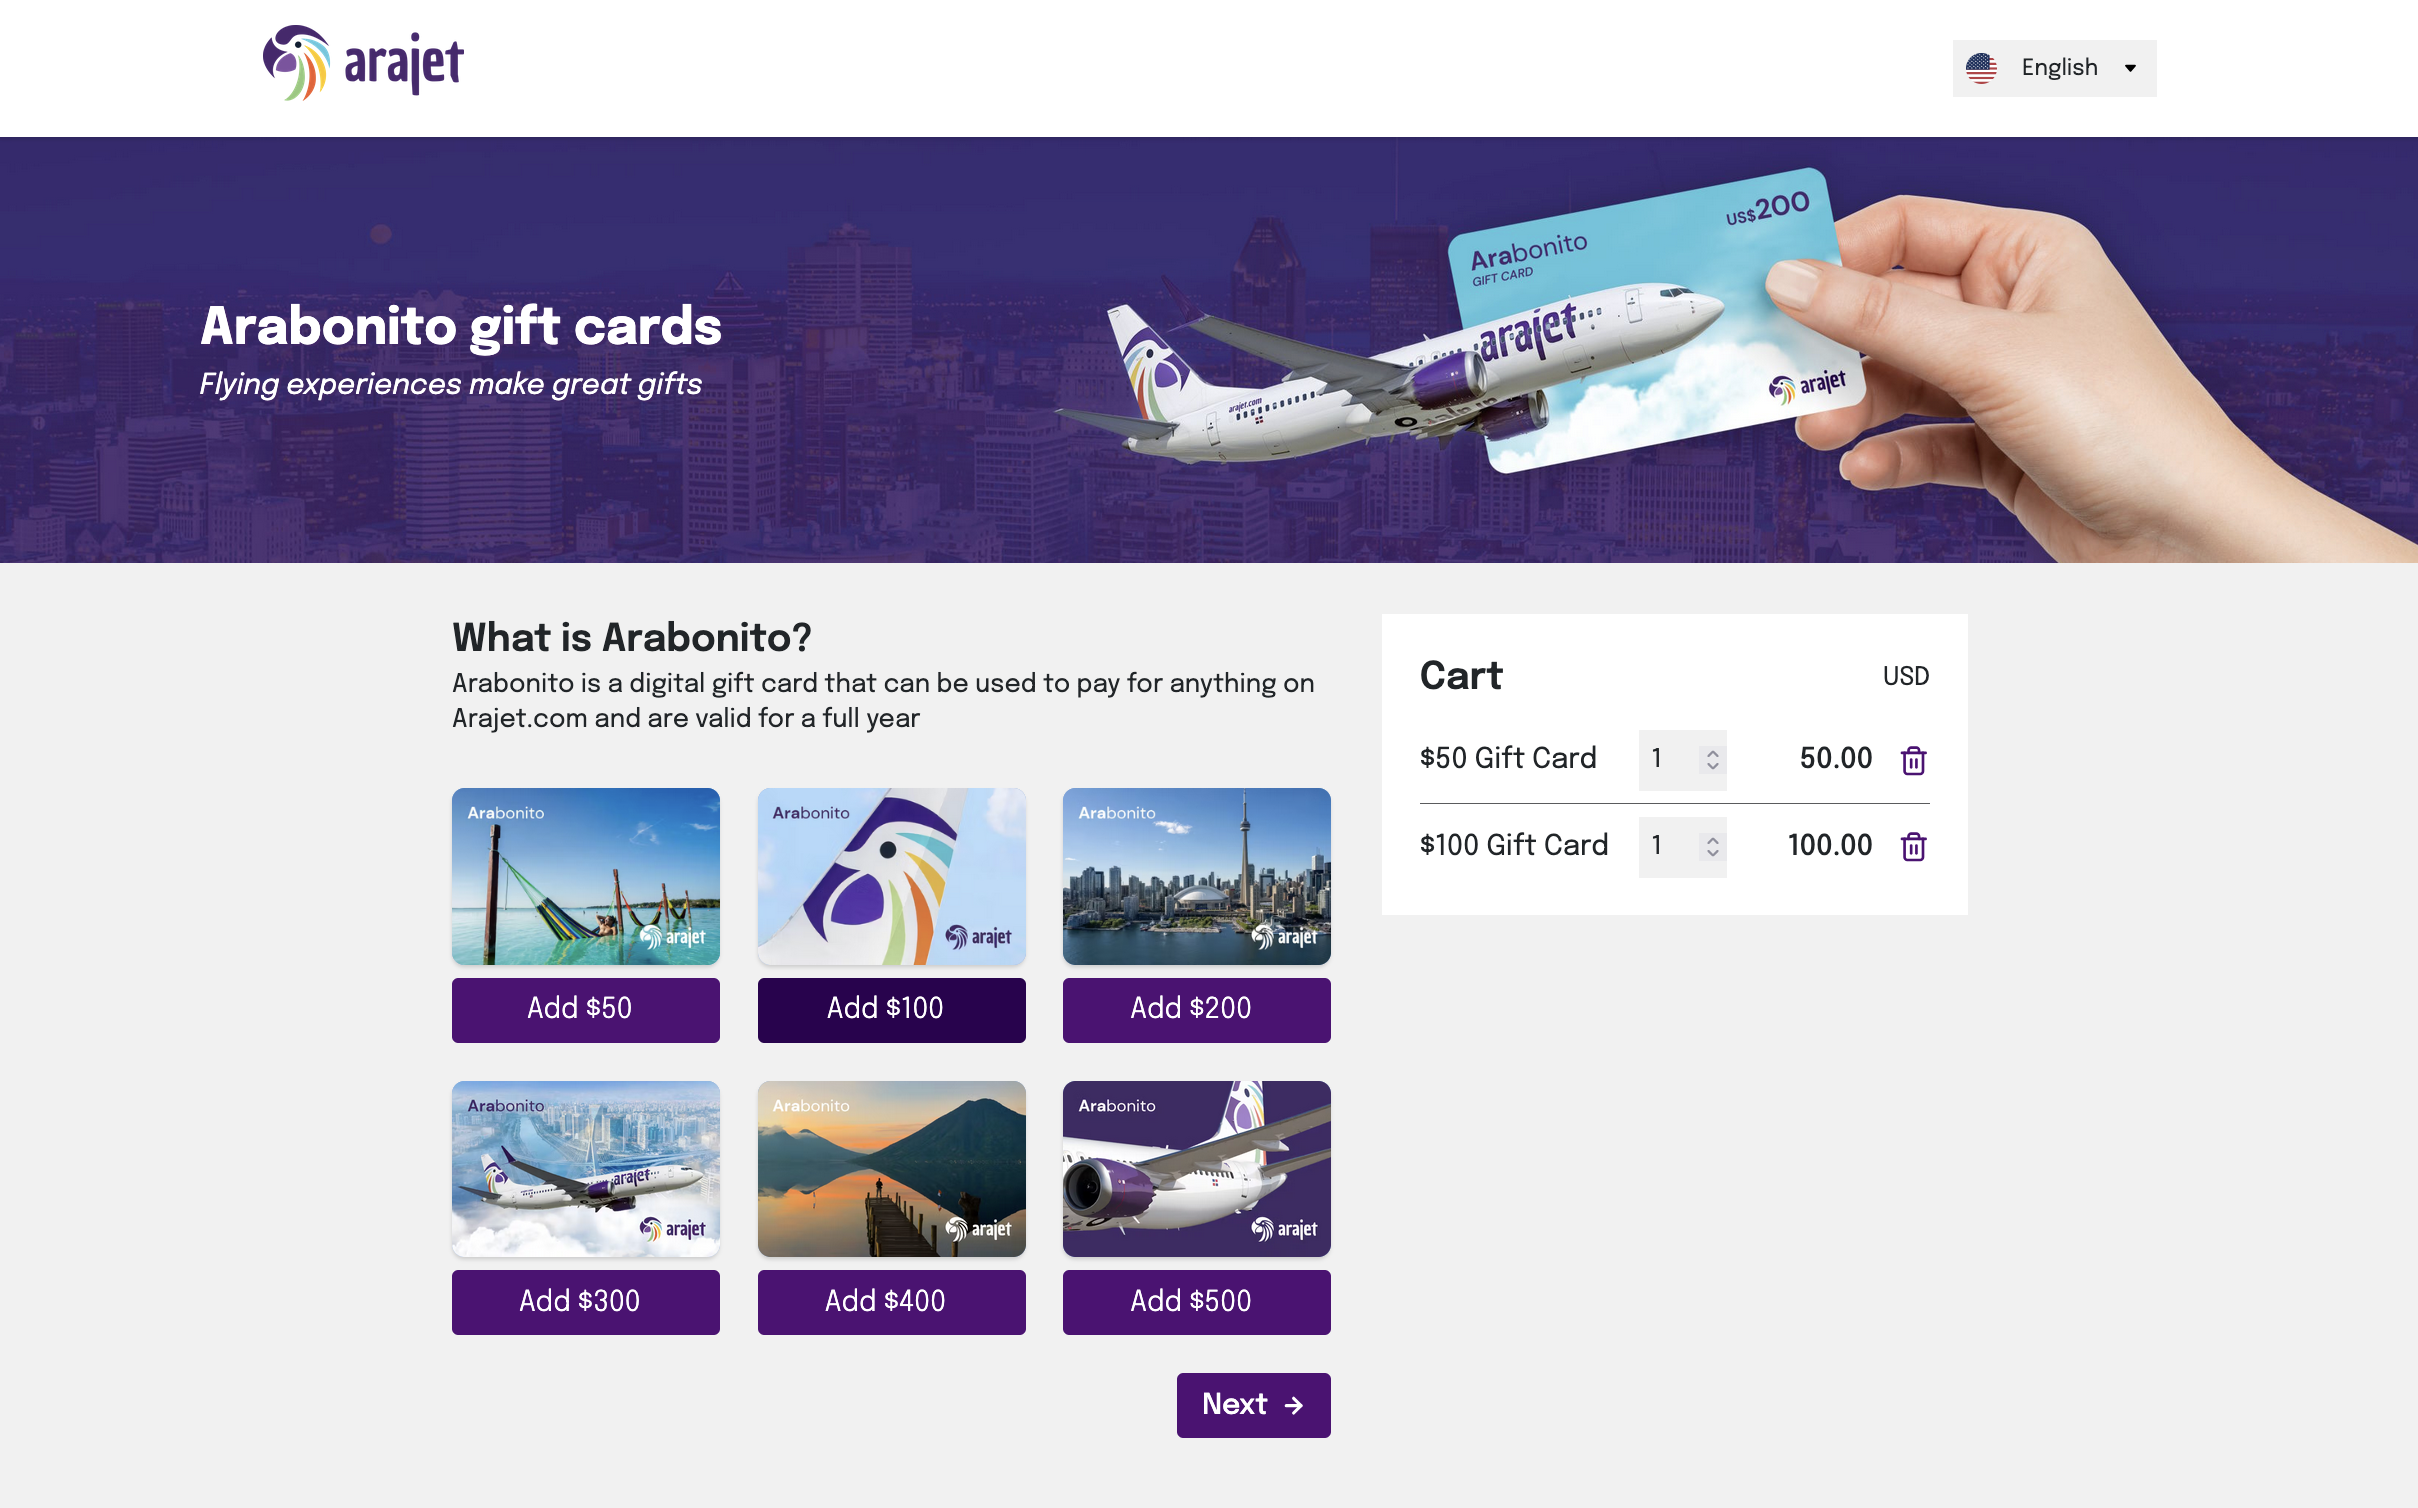 arajet
English
US$200
Arabonito
GIFT CARD
arajet
arajet.com
arajet
Arabonito gift cards
Flying experiences make great gifts
What is Arabonito?
Arabonito is a digital gift card that can be used to pay for anything on
Arajet.com and are valid for a full year
Cart
USD
$50 Gift Card 1 50.00
$100 Gift Card 1 100.00
Arabonito
arajet
Arabonito
arajet
Arabonito
arajet
Add $50
Add $100
Add $200
Arabonito
arajet
arajet
Arabonito
arajet
Arabonito
arajet
Add $300
Add $400
Add $500
Next